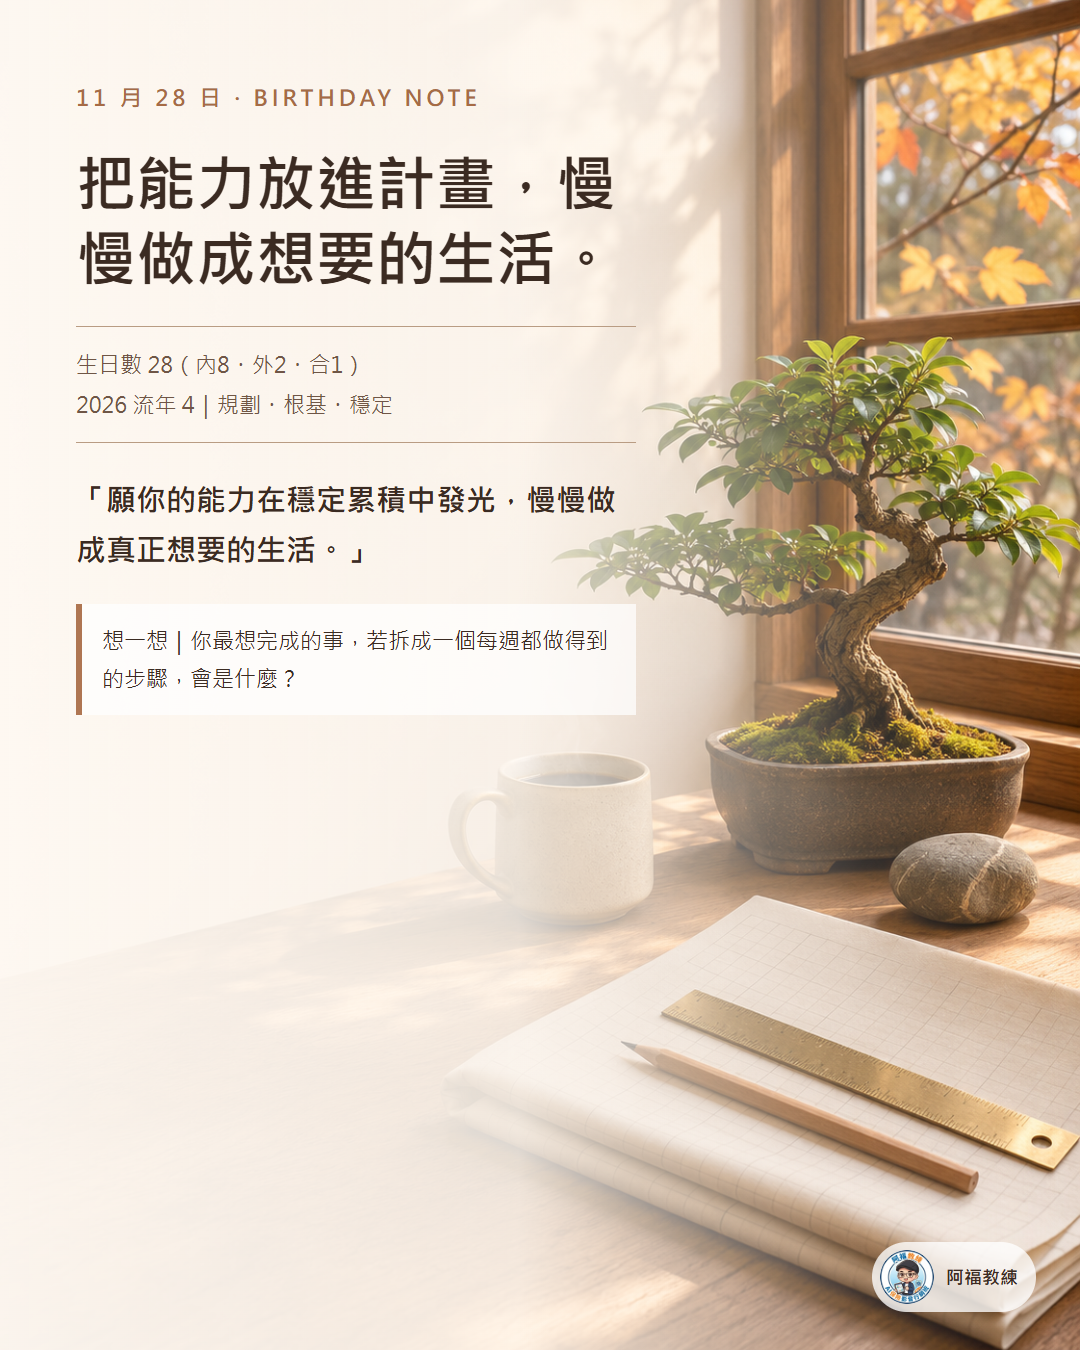 11 月 28 日 · BIRTHDAY NOTE
把能力放進計畫，慢
慢做成想要的生活。
生日數 28（內8．外2．合1）
2026 流年 4｜規劃．根基．穩定
「願你的能力在穩定累積中發光，慢慢做
成真正想要的生活。」
想一想｜你最想完成的事，若拆成一個每週都做得到
的步驟，會是什麼？
阿福教練